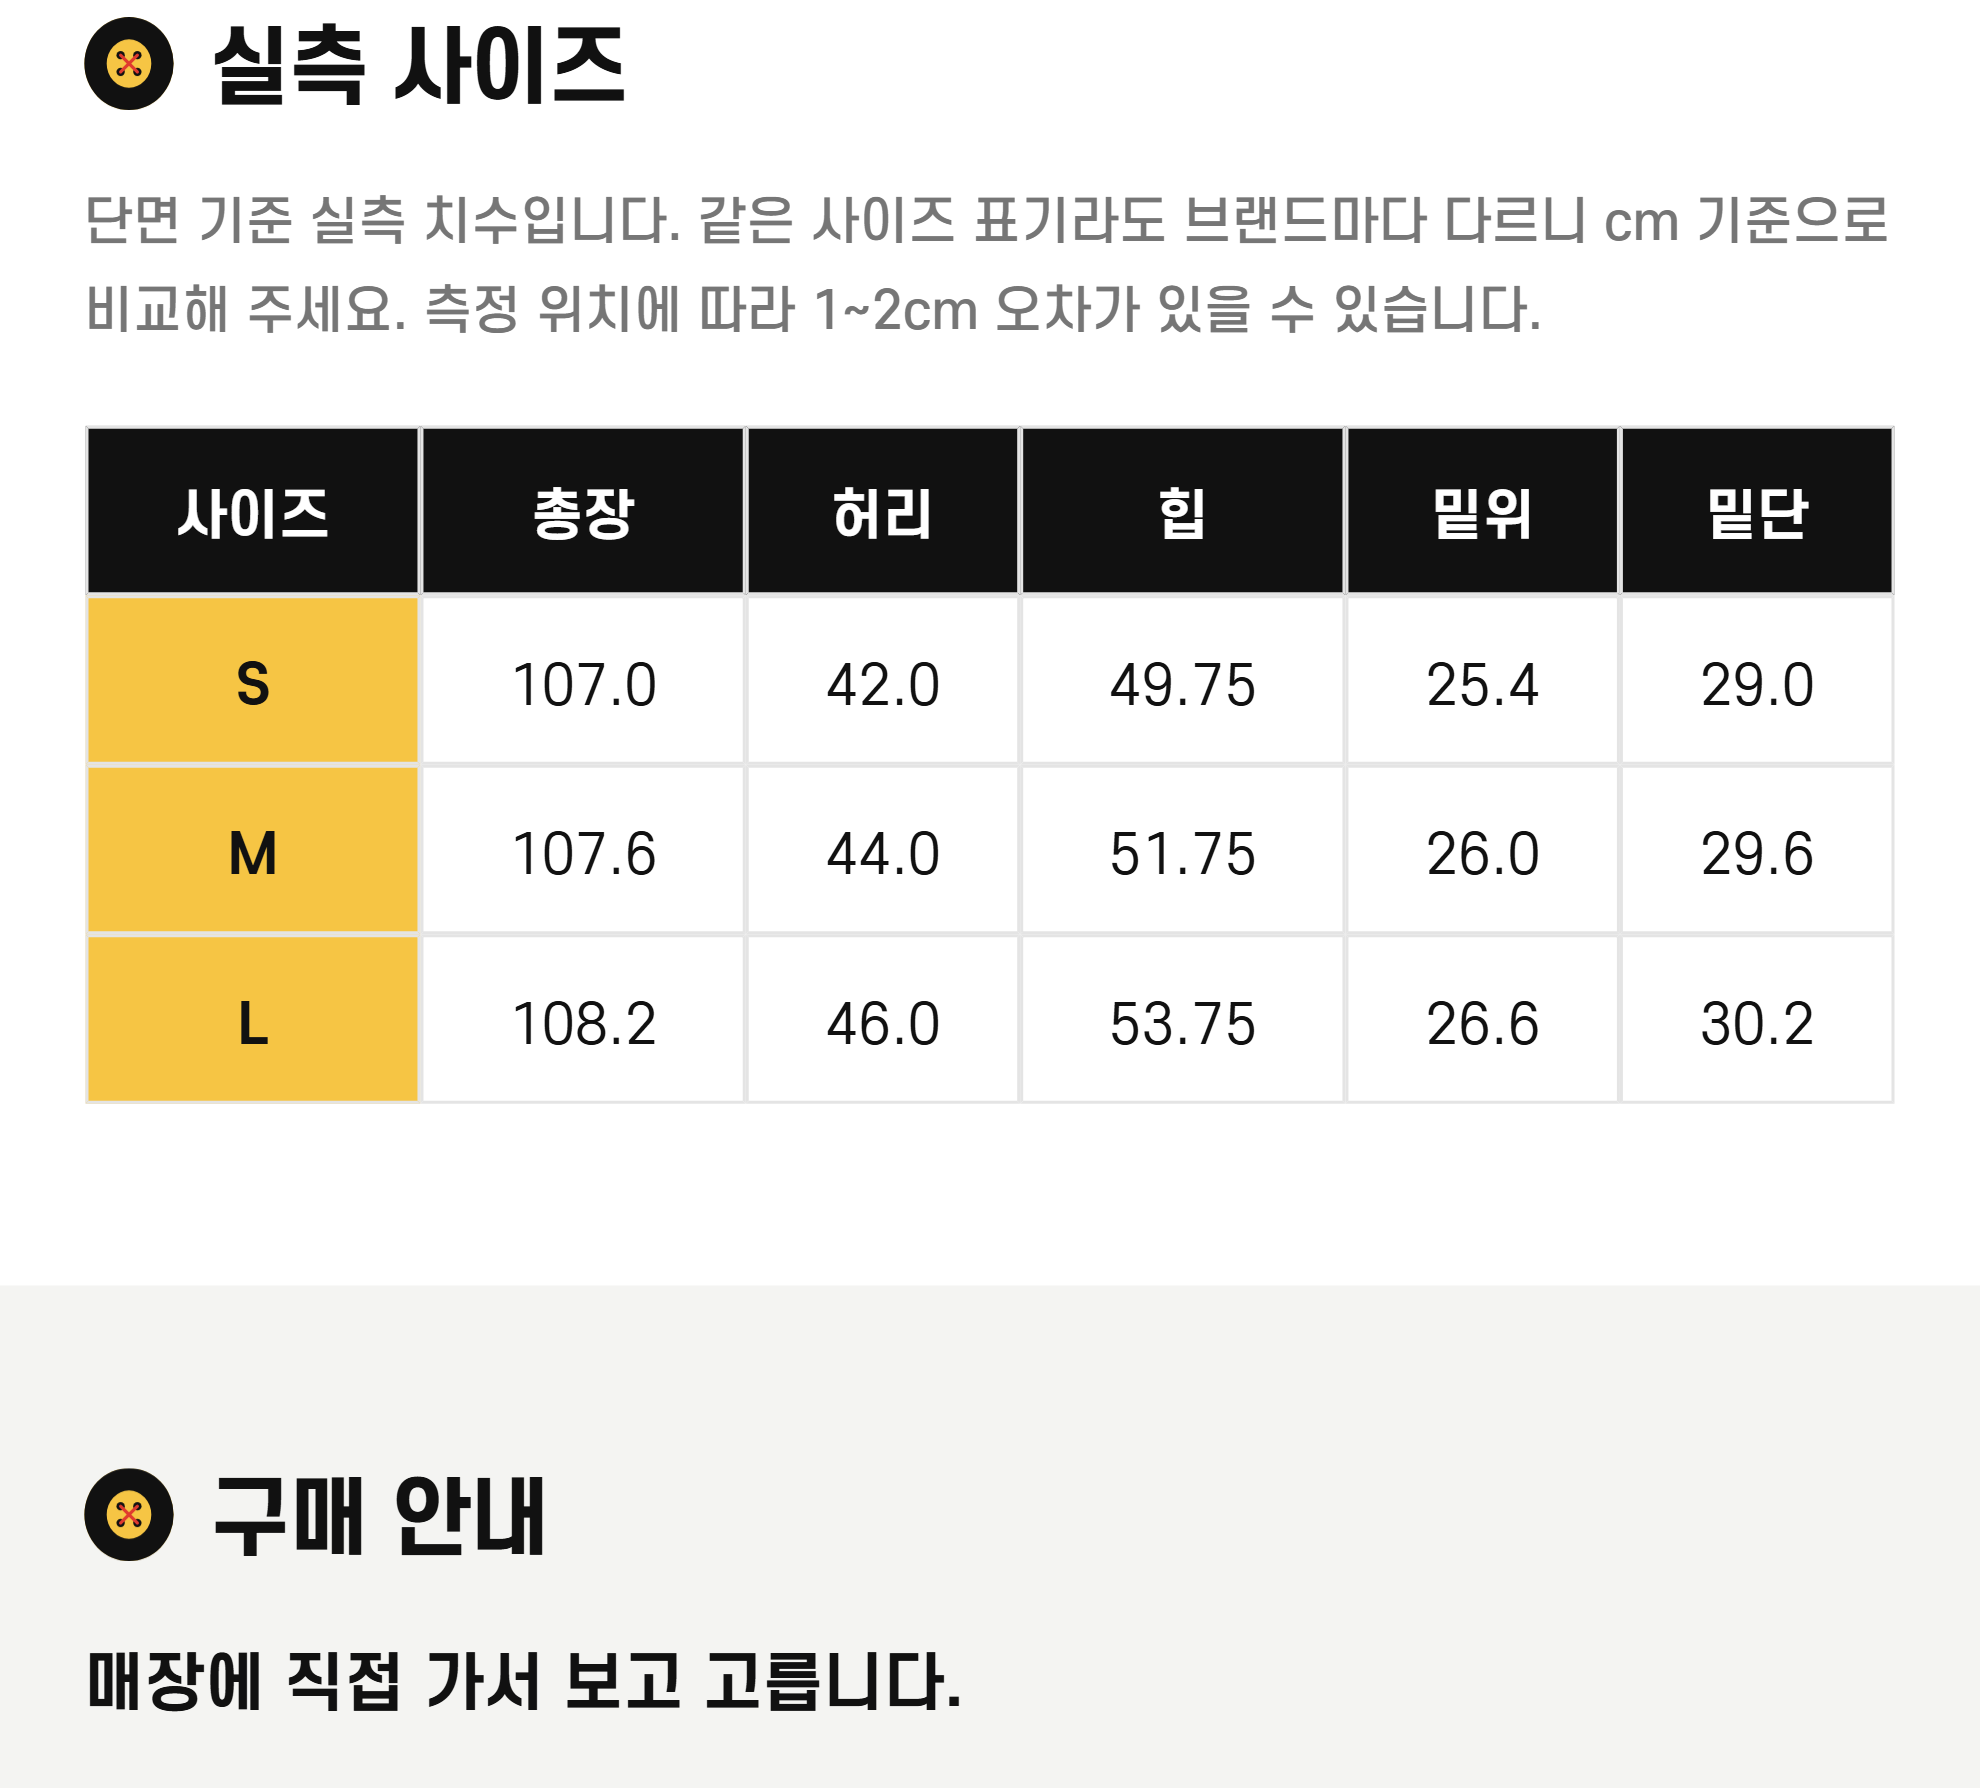 실측 사이즈
단면 기준 실측 치수입니다. 같은 사이즈 표기라도 브랜드마다 다르니 cm 기준으로
비교해 주세요. 측정 위치에 따라 1~2cm 오차가 있을 수 있습니다.
사이즈 총장 허리 힙 밑위 밑단
S 107.0 42.0 49.75 25.4 29.0
M 107.6 44.0 51.75 26.0 29.6
L 108.2 46.0 53.75 26.6 30.2
구매 안내
매장에 직접 가서 보고 고릅니다.